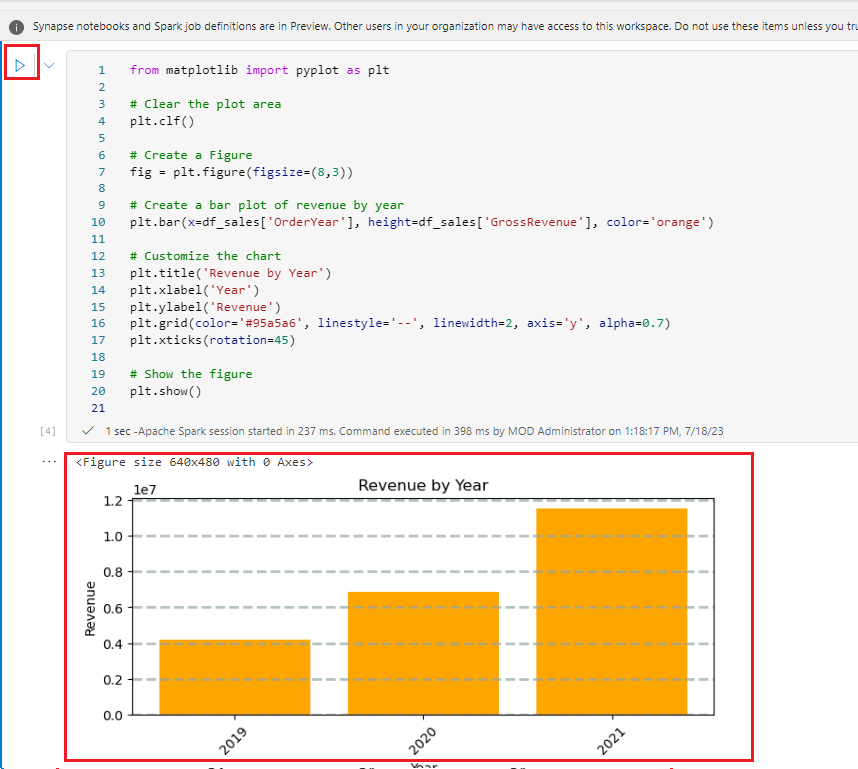 Synapse notebooks and Spark job definitions are in Preview. Other users in your organization may have access to this workspace. Do not use these items unless you tru
1 from matplotlib import pyplot as plt
2
3 # Clear the plot area
4 plt.clf()
5
6 # Create a Figure
7 fig = plt.figure(figsize=(8,3))
8
9 # Create a bar plot of revenue by year
10 plt.bar(x=df_sales['OrderYear'], height=df_sales['GrossRevenue'], color='orange')
11
12 # Customize the chart
13 plt.title('Revenue by Year')
14 plt.xlabel('Year')
15 plt.ylabel('Revenue')
16 plt.grid(color='#95a5a6', linestyle='--', linewidth=2, axis='y', alpha=0.7)
17 plt.xticks(rotation=45)
18
19 # Show the figure
20 plt.show()
21
[4] 1 sec -Apache Spark session started in 237 ms. Command executed in 398 ms by MOD Administrator on 1:18:17 PM, 7/18/23
<Figure size 640x480 with 0 Axes>
Revenue by Year
1e7
1.2
1.0
0.8
0.6
0.4
0.2
0.0
Revenue
2019 2020 2021
Year